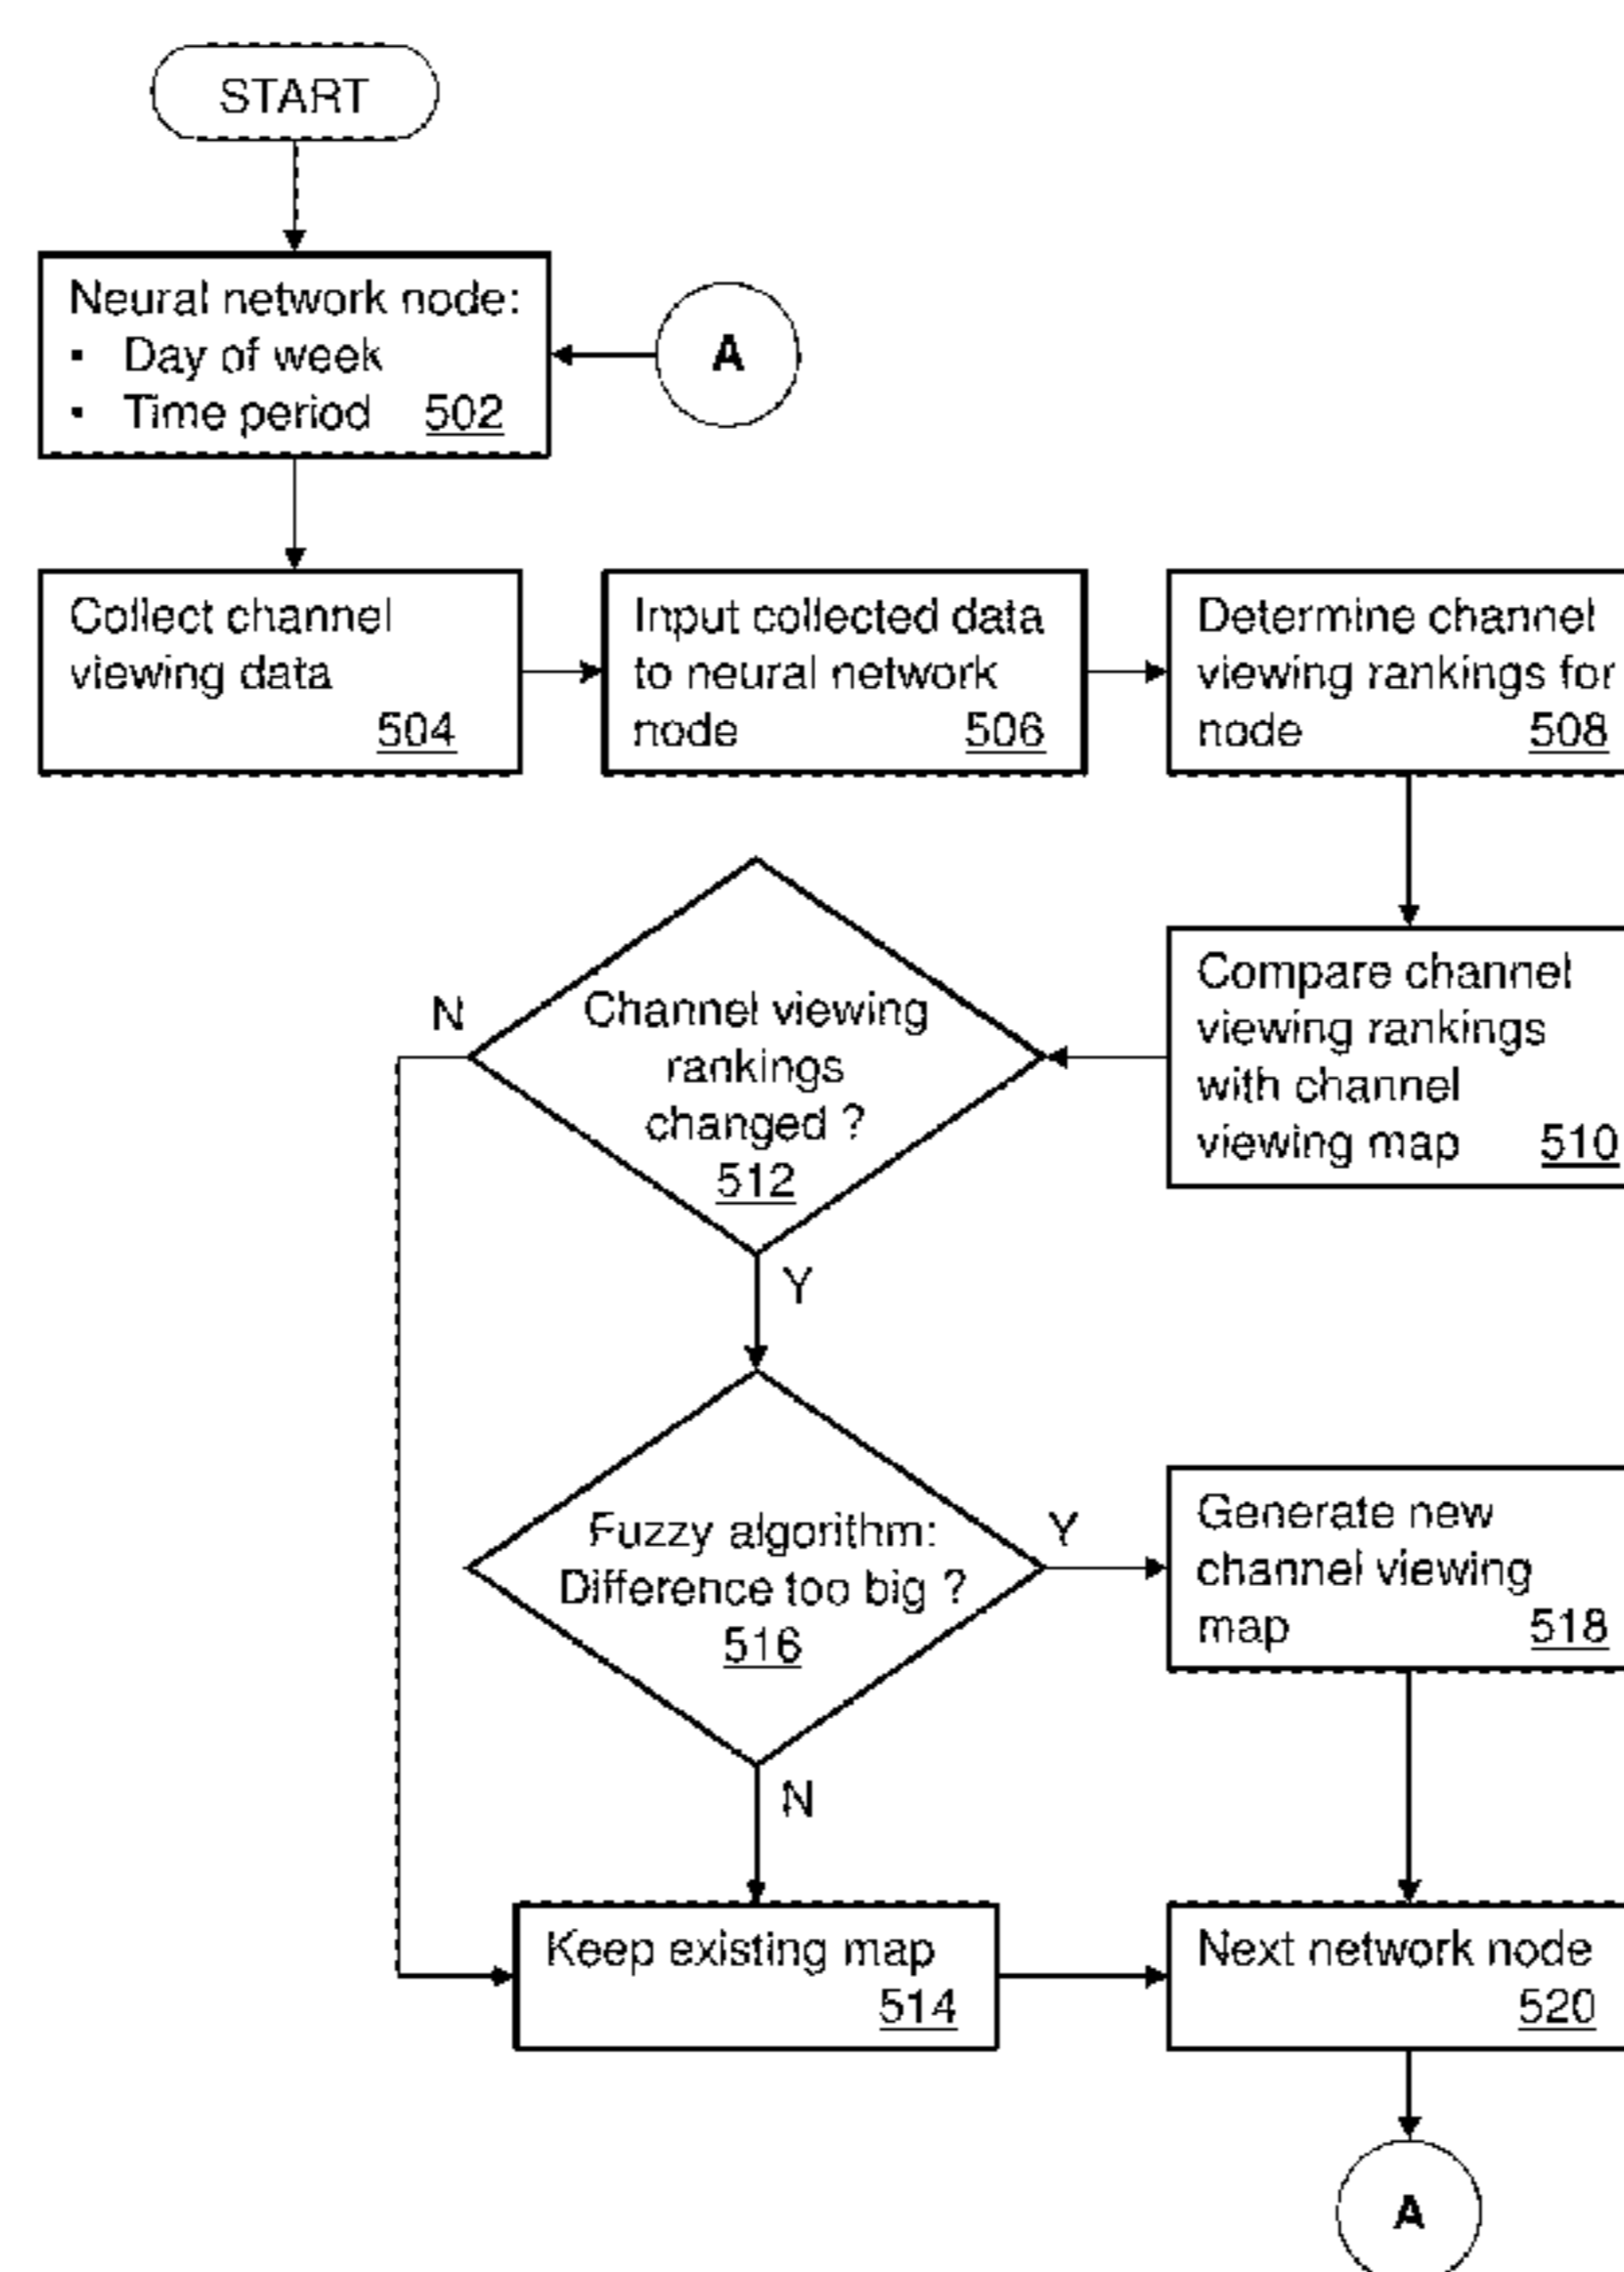 START
Neural network node:
▪ Day of week
▪ Time period 502
A
Collect channel
viewing data
504
Input collected data
to neural network
node 506
Determine channel
viewing rankings for
node 508
Compare channel
viewing rankings
with channel
viewing map 510
N
Channel viewing
rankings
changed ?
512
Y
Fuzzy algorithm:
Difference too big ?
516
Y
Generate new
channel viewing
map 518
N
Keep existing map
514
Next network node
520
A